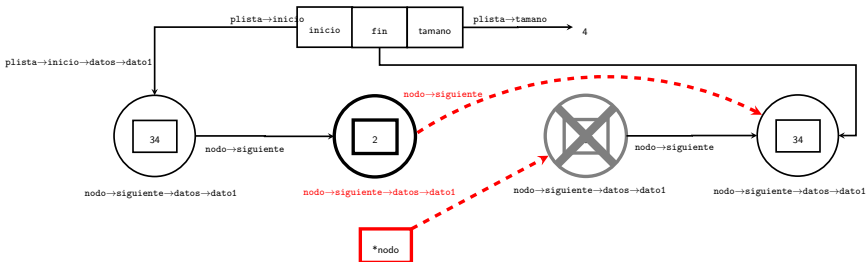 plista→inicio
plista→tamano
inicio
fin
tamano
4
plista→inicio→datos→dato1
nodo→siguiente
34
2
34
nodo→siguiente
nodo→siguiente
nodo→siguiente→datos→dato1
nodo→siguiente→datos→dato1
nodo→siguiente→datos→dato1
nodo→siguiente→datos→dato1
*nodo